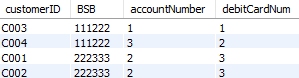 customerID BSB accountNumber debitCardNum
C003 111222 1 1
C004 111222 3 2
C001 222333 2 3
C002 222333 2 3